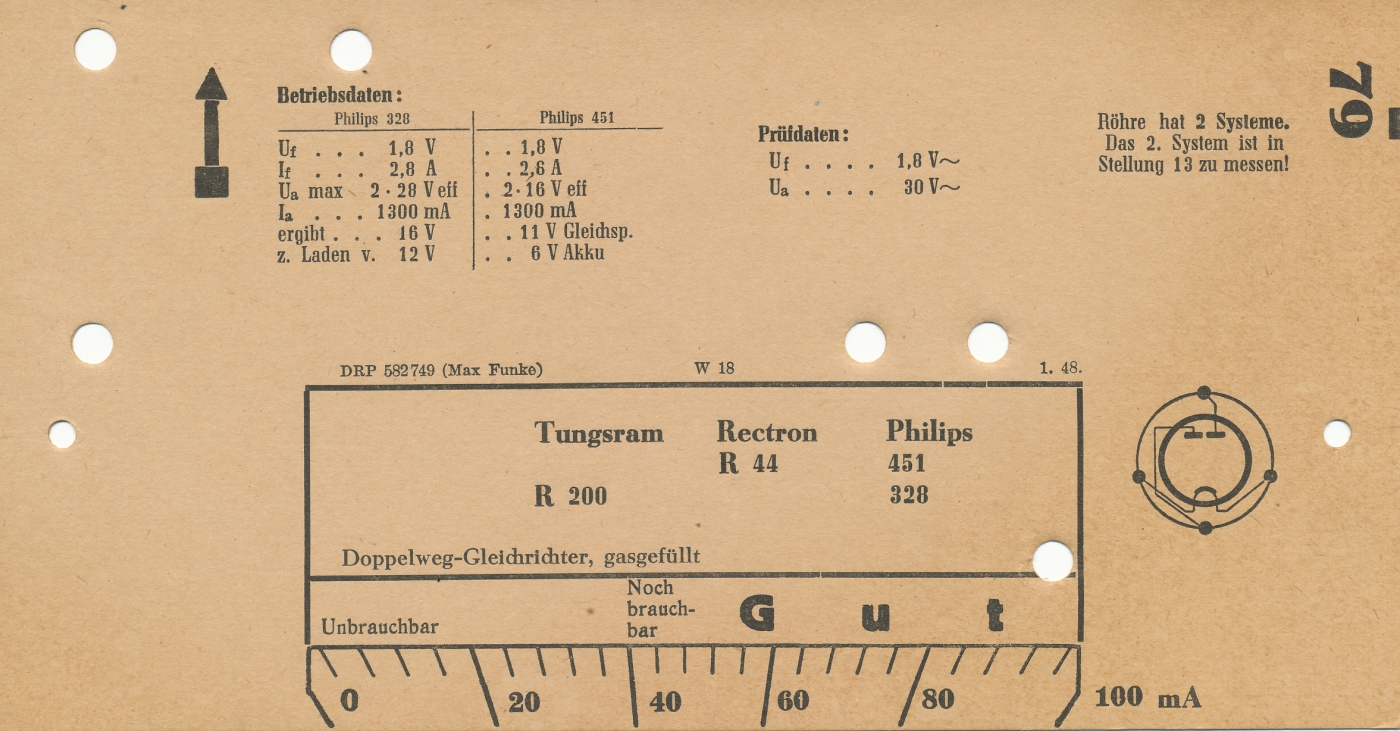 79
Betriebsdaten:
Philips 328 Philips 451
Uf . . . 1,8 V . . 1,8 V
If . . . 2,8 A . . 2,6 A
Ua max 2 · 28 V eff . 2 · 16 V eff
Ia . . . 1300 mA . 1300 mA
ergibt . . . 16 V . . 11 V Gleichsp.
z. Laden v. 12 V . . 6 V Akku
Prüfdaten:
Uf . . . . 1,8 V~
Ua . . . . 30 V~
Röhre hat 2 Systeme.
Das 2. System ist in
Stellung 13 zu messen!
DRP 582749 (Max Funke) W 18 1. 48.
Tungsram Rectron Philips
R 44 451
R 200 328
Doppelweg-Gleichrichter, gasgefüllt
Unbrauchbar
Noch
brauch-
bar
Gut
0 20 40 60 80 100 mA